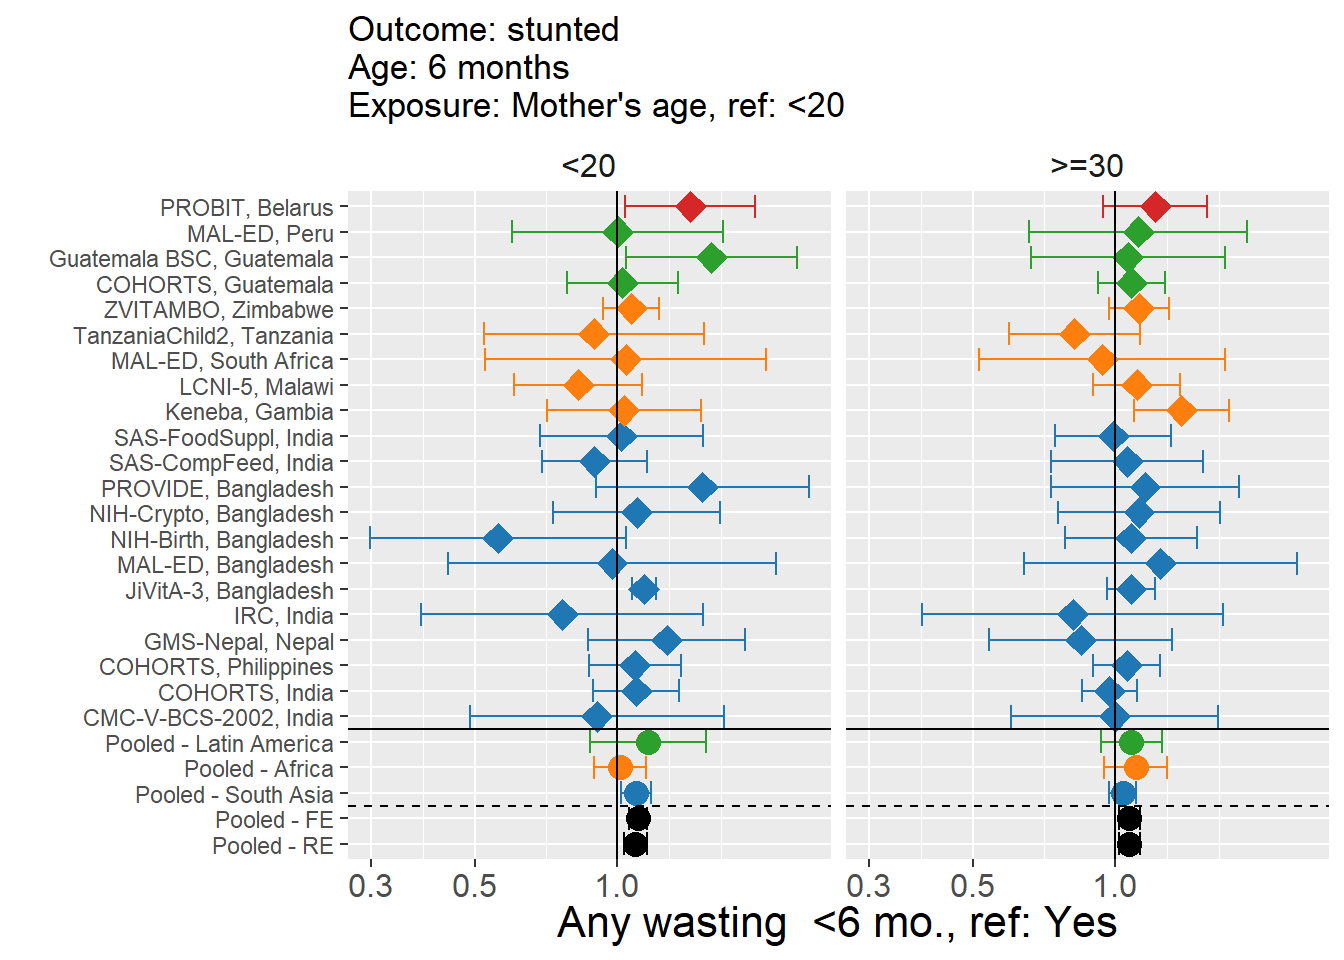 Outcome: stunted
Age: 6 months
Exposure: Mother's age, ref: <20
<20
>=30
PROBIT, Belarus
MAL-ED, Peru
Guatemala BSC, Guatemala
COHORTS, Guatemala
ZVITAMBO, Zimbabwe
TanzaniaChild2, Tanzania
MAL-ED, South Africa
LCNI-5, Malawi
Keneba, Gambia
SAS-FoodSuppl, India
SAS-CompFeed, India
PROVIDE, Bangladesh
NIH-Crypto, Bangladesh
NIH-Birth, Bangladesh
MAL-ED, Bangladesh
JiVitA-3, Bangladesh
IRC, India
GMS-Nepal, Nepal
COHORTS, Philippines
COHORTS, India
CMC-V-BCS-2002, India
Pooled - Latin America
Pooled - Africa
Pooled - South Asia
Pooled - FE
Pooled - RE
0.3 0.5 1.0 0.3 0.5 1.0
Any wasting  <6 mo., ref: Yes